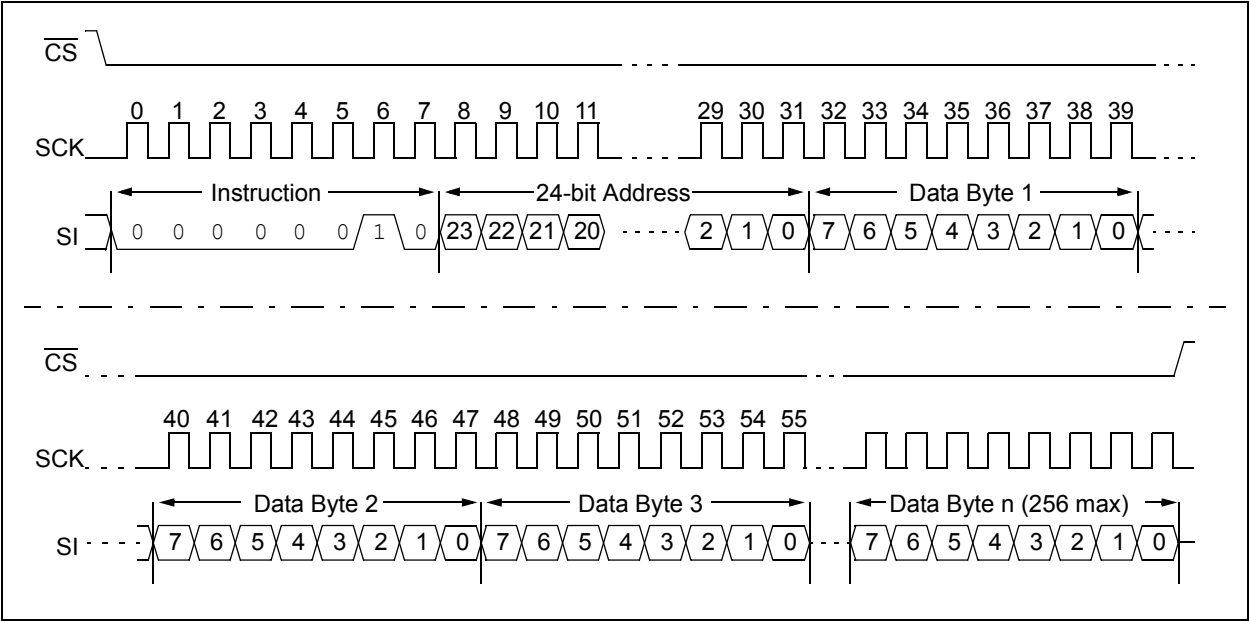 CS
0 1 2 3 4 5 6 7 8 9 10 11 29 30 31 32 33 34 35 36 37 38 39
SCK
Instruction 24-bit Address Data Byte 1
SI 0 0 0 0 0 0 1 0 23 22 21 20 2 1 0 7 6 5 4 3 2 1 0
CS
40 41 42 43 44 45 46 47 48 49 50 51 52 53 54 55
SCK
Data Byte 2 Data Byte 3 Data Byte n (256 max)
SI 7 6 5 4 3 2 1 0 7 6 5 4 3 2 1 0 7 6 5 4 3 2 1 0